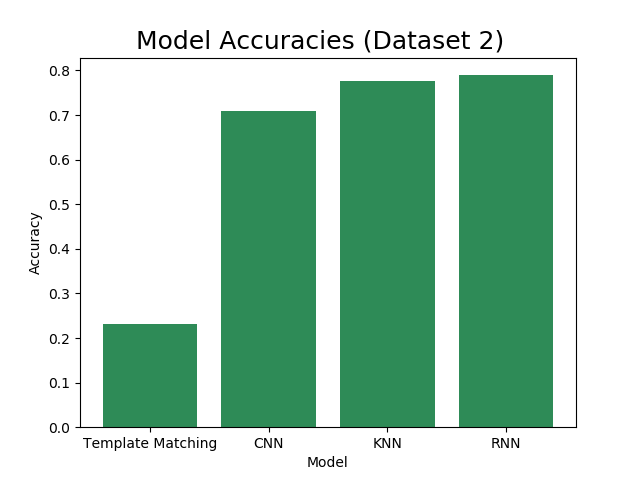 Model Accuracies (Dataset 2)
0.8
0.7
0.6
0.5
0.4
0.3
0.2
0.1
0.0
Accuracy
Template Matching
CNN
KNN
RNN
Model